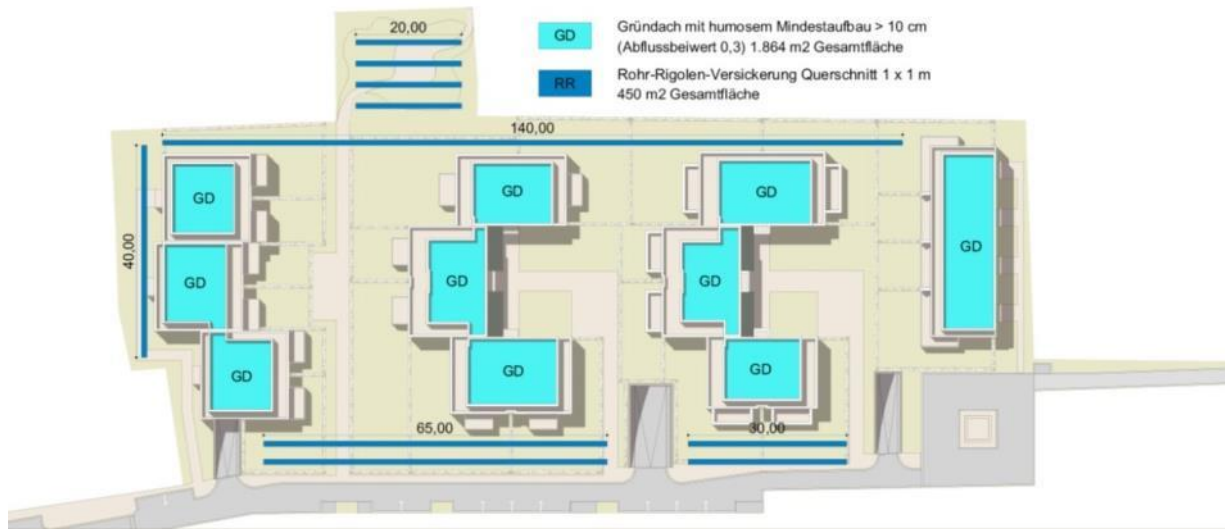 20,00
GD
Gründach mit humosem Mindestaufbau > 10 cm
(Abflussbeiwert 0,3) 1.864 m2 Gesamtfläche
RR
Rohr-Rigolen-Versickerung Querschnitt 1 x 1 m
450 m2 Gesamtfläche
140,00
40,00
GD
GD
GD
GD
GD
GD
GD
GD
GD
GD
65,00
30,00